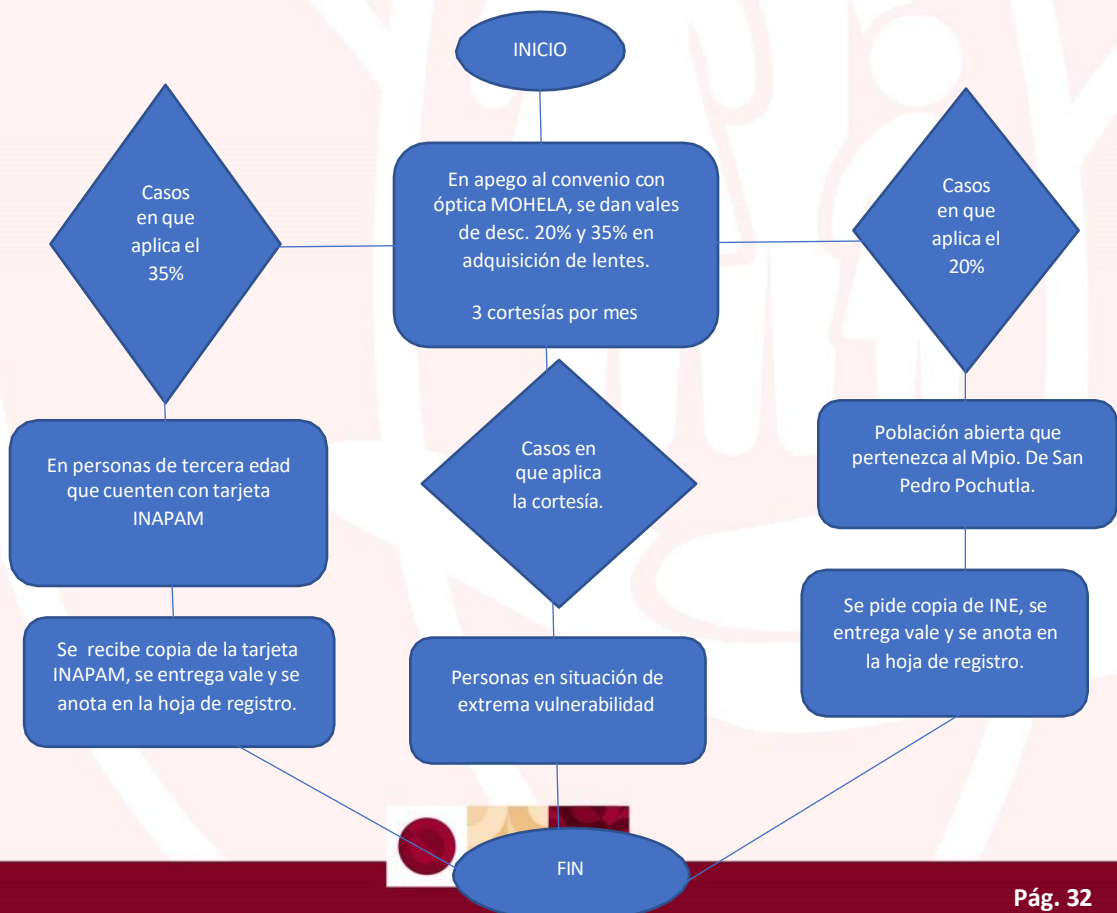 INICIO
Casos
en que
aplica el
35%
En apego al convenio con
óptica MOHELA, se dan vales
de desc. 20% y 35% en
adquisición de lentes.
3 cortesías por mes
Casos
en que
aplica el
20%
En personas de tercera edad
que cuenten con tarjeta
INAPAM
Casos en
que aplica
la cortesía.
Población abierta que
pertenezca al Mpio. De San
Pedro Pochutla.
Se recibe copia de la tarjeta
INAPAM, se entrega vale y se
anota en la hoja de registro.
Personas en situación de
extrema vulnerabilidad
Se pide copia de INE, se
entrega vale y se anota en
la hoja de registro.
FIN
Pág. 32